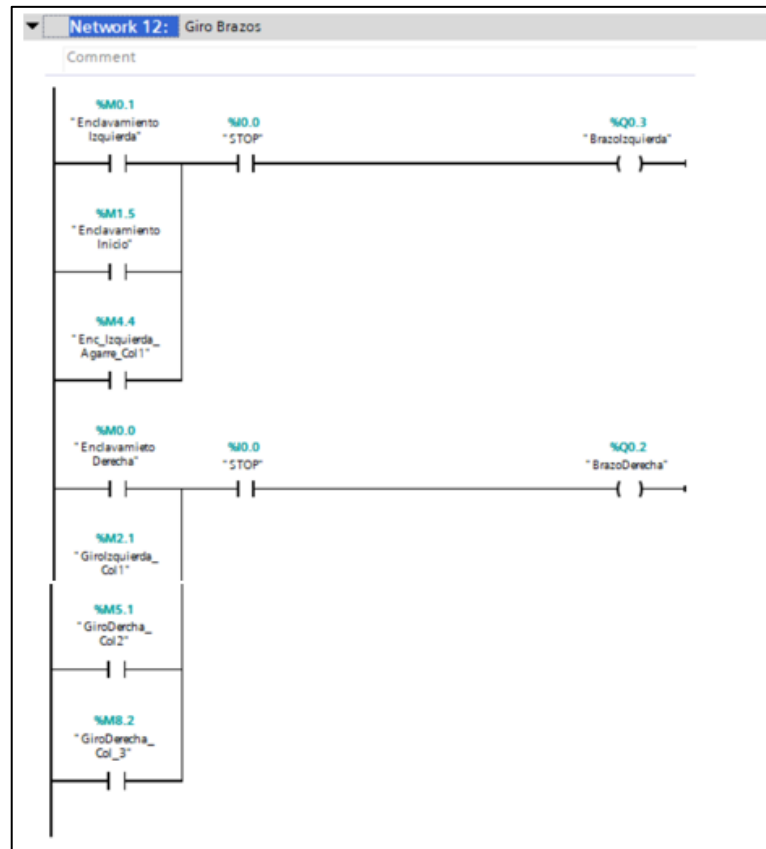 Network 12: Giro Brazos
Comment
%M0.1
"Enclavamiento
Izquierda"
%I0.0
"STOP"
%Q0.3
"BrazoIzquierda"
%M1.5
"Enclavamiento
Inicio"
%M4.4
"Enc_Izquierda_
Agarre_Col1"
%M0.0
"Enclavamieto
Derecha"
%I0.0
"STOP"
%Q0.2
"BrazoDerecha"
%M2.1
"GiroIzquierda_
Col1"
%M5.1
"GiroDercha_
Col2"
%M8.2
"GiroDerecha_
Col_3"